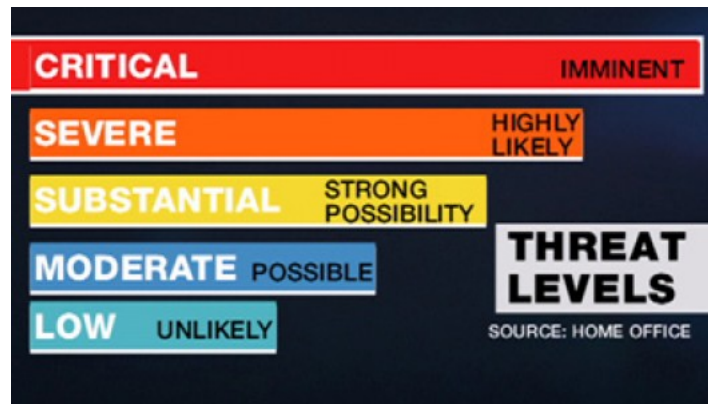 CRITICAL IMMINENT
SEVERE HIGHLY
LIKELY
SUBSTANTIAL STRONG
POSSIBILITY
MODERATE POSSIBLE
LOW UNLIKELY
THREAT
LEVELS
SOURCE: HOME OFFICE